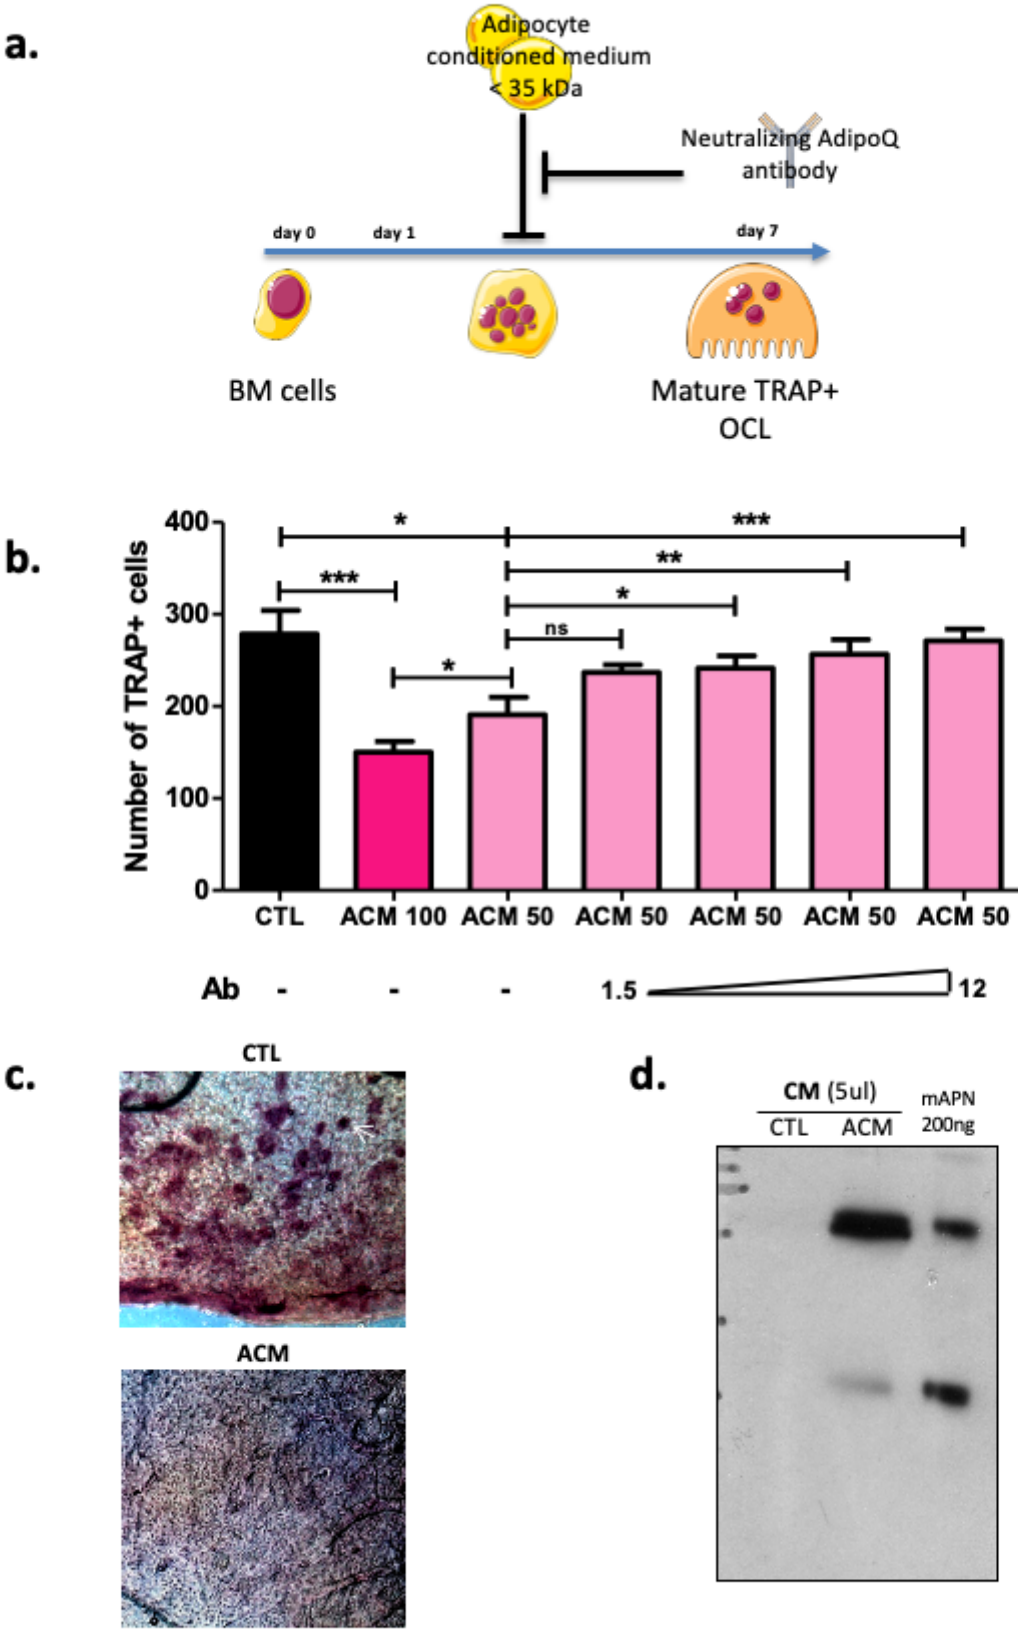 a.
Adipocyte
conditioned medium
< 35 kDa
Neutralizing AdipoQ
antibody
day 0 day 1 day 7
BM cells
Mature TRAP+
OCL
b.
Number of TRAP+ cells
400
300
200
100
0
* ***
**
*** *
ns
*
CTL ACM 100 ACM 50 ACM 50 ACM 50 ACM 50 ACM 50
Ab - - - 1.5 12
c.
CTL
ACM
d.
CM (5ul) mAPN
CTL ACM 200ng